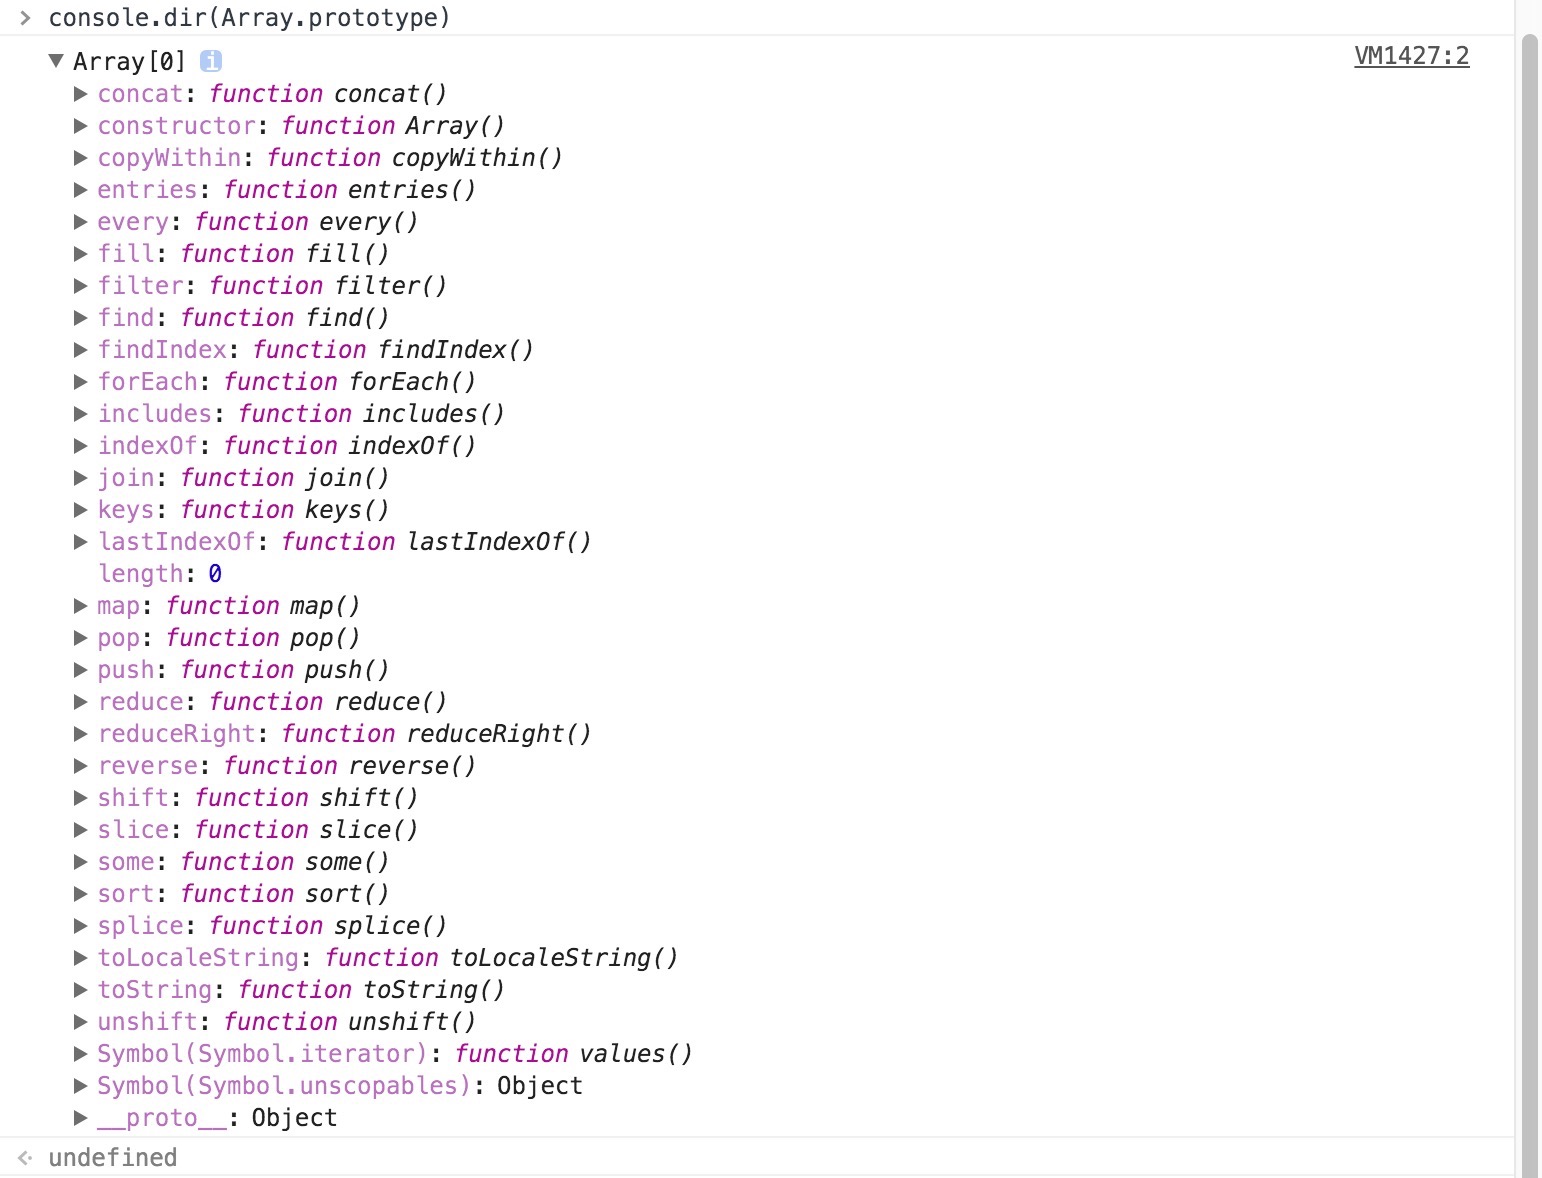 console.dir(Array.prototype)
Array[0] i VM1427:2
concat: function concat()
constructor: function Array()
copyWithin: function copyWithin()
entries: function entries()
every: function every()
fill: function fill()
filter: function filter()
find: function find()
findIndex: function findIndex()
forEach: function forEach()
includes: function includes()
indexOf: function indexOf()
join: function join()
keys: function keys()
lastIndexOf: function lastIndexOf()
length: 0
map: function map()
pop: function pop()
push: function push()
reduce: function reduce()
reduceRight: function reduceRight()
reverse: function reverse()
shift: function shift()
slice: function slice()
some: function some()
sort: function sort()
splice: function splice()
toLocaleString: function toLocaleString()
toString: function toString()
unshift: function unshift()
Symbol(Symbol.iterator): function values()
Symbol(Symbol.unscopables): Object
__proto__: Object
undefined